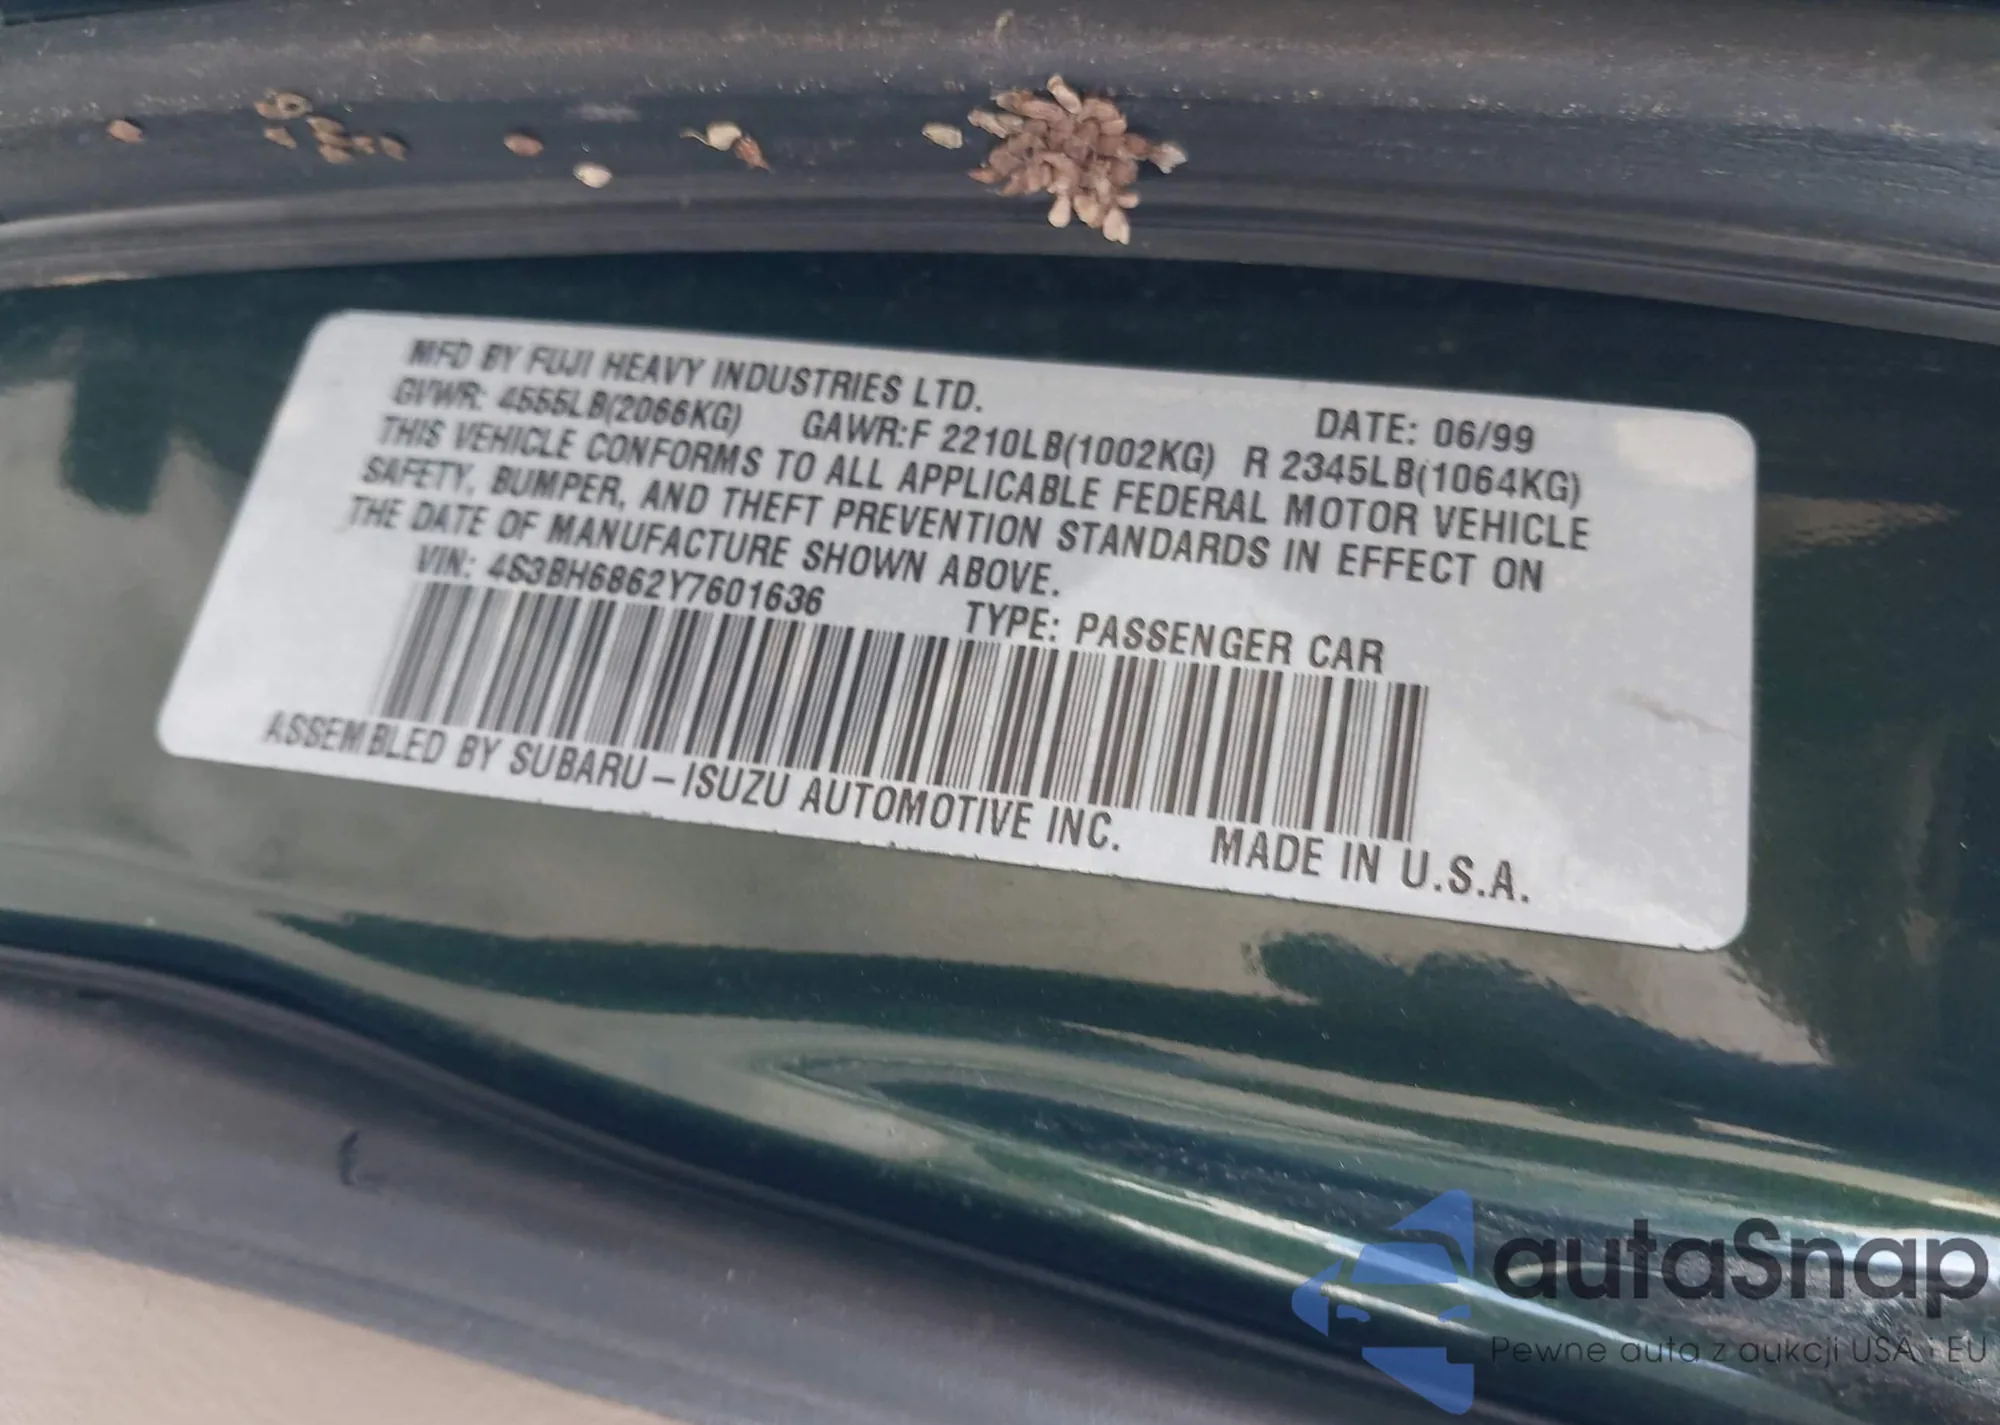 MFD BY FUJI HEAVY INDUSTRIES LTD. DATE: 06/99
GVWR: 4555LB(2066KG) GAWR:F 2210LB(1002KG) R 2345LB(1064KG)
THIS VEHICLE CONFORMS TO ALL APPLICABLE FEDERAL MOTOR VEHICLE
SAFETY, BUMPER, AND THEFT PREVENTION STANDARDS IN EFFECT ON
THE DATE OF MANUFACTURE SHOWN ABOVE.
VIN: 4S3BH6862Y7601636 TYPE: PASSENGER CAR
ASSEMBLED BY SUBARU-ISUZU AUTOMOTIVE INC. MADE IN U.S.A.
autaSnap
Pewne auta z aukcji USA i EU